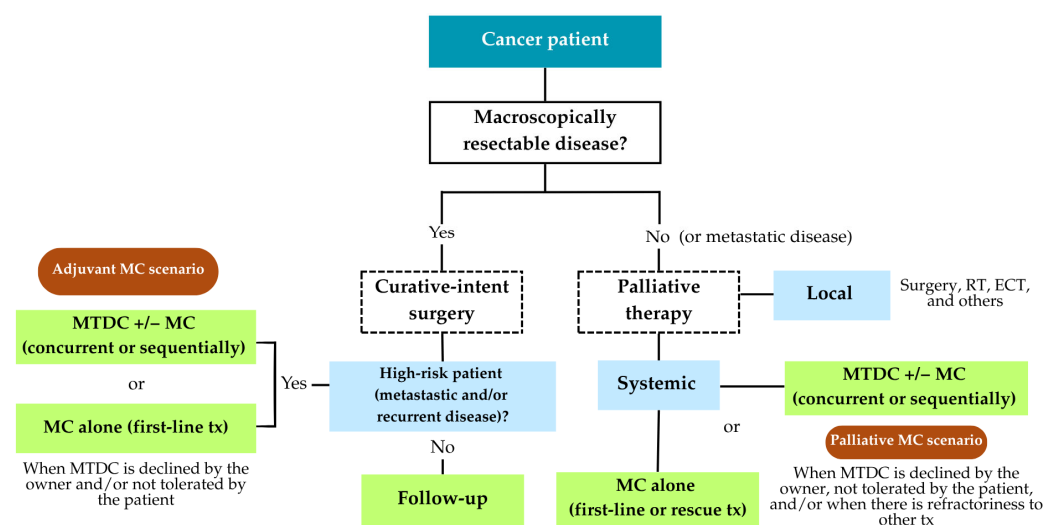 Cancer patient
Macroscopically
resectable disease?
Yes
No (or metastatic disease)
Adjuvant MC scenario
Curative-intent
surgery
Palliative
therapy
Local
Surgery, RT, ECT,
and others
MTDC +/− MC
(concurrent or sequentially)
or
MC alone (first-line tx)
When MTDC is declined by the
owner and/or not tolerated by
the patient
Yes
High-risk patient
(metastastic and/or
recurrent disease)?
No
Follow-up
Systemic
MTDC +/− MC
(concurrent or sequentially)
or
MC alone
(first-line or rescue tx)
Palliative MC scenario
When MTDC is declined by the
owner, not tolerated by the patient,
and/or when there is refractoriness to
other tx